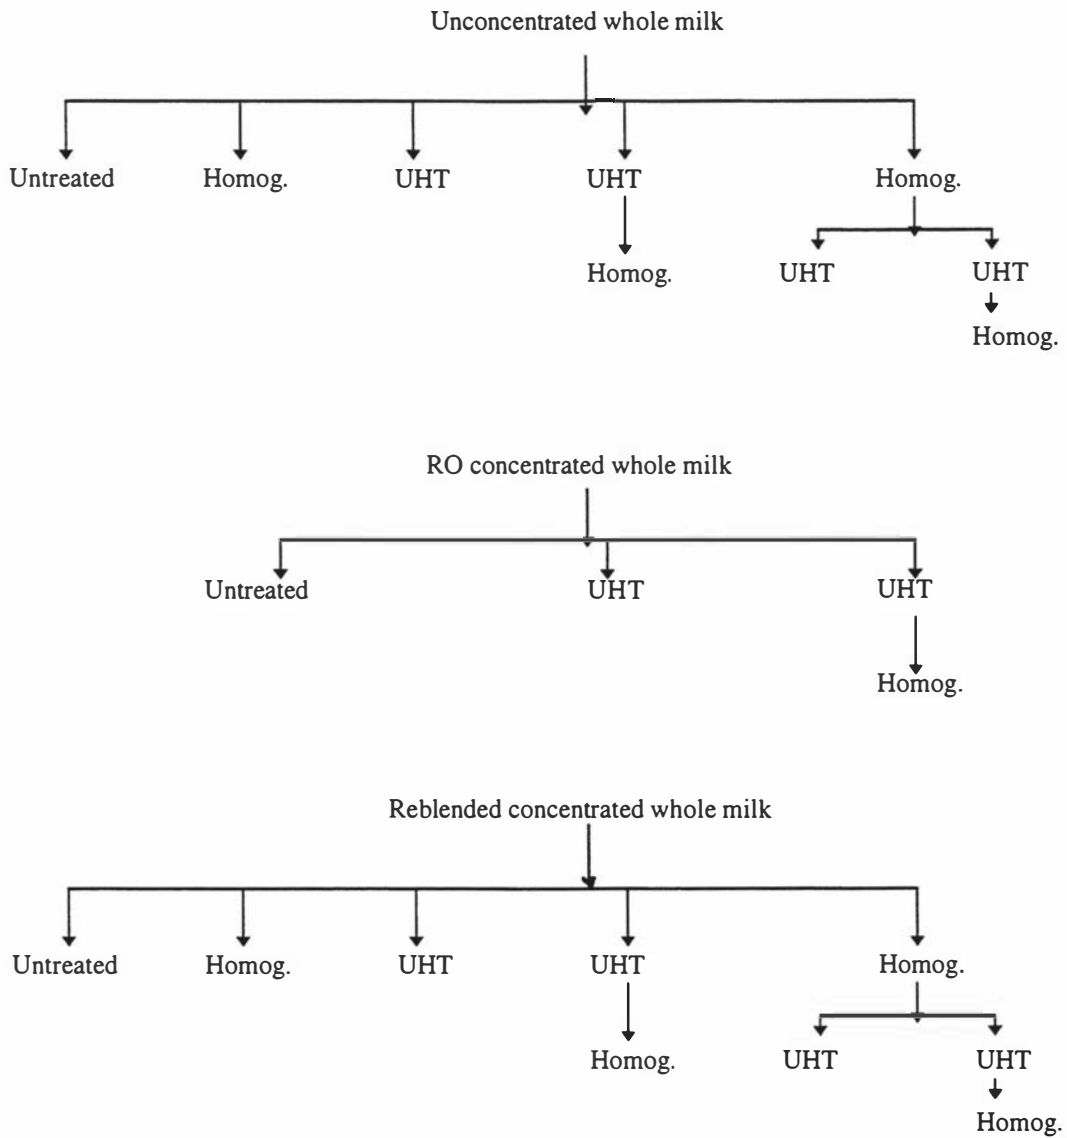 Unconcentrated whole milk
Untreated Homog. UHT UHT Homog.
Homog. UHT UHT
Homog.
RO concentrated whole milk
Untreated UHT UHT
Homog.
Reblended concentrated whole milk
Untreated Homog. UHT UHT Homog.
Homog. UHT UHT
Homog.